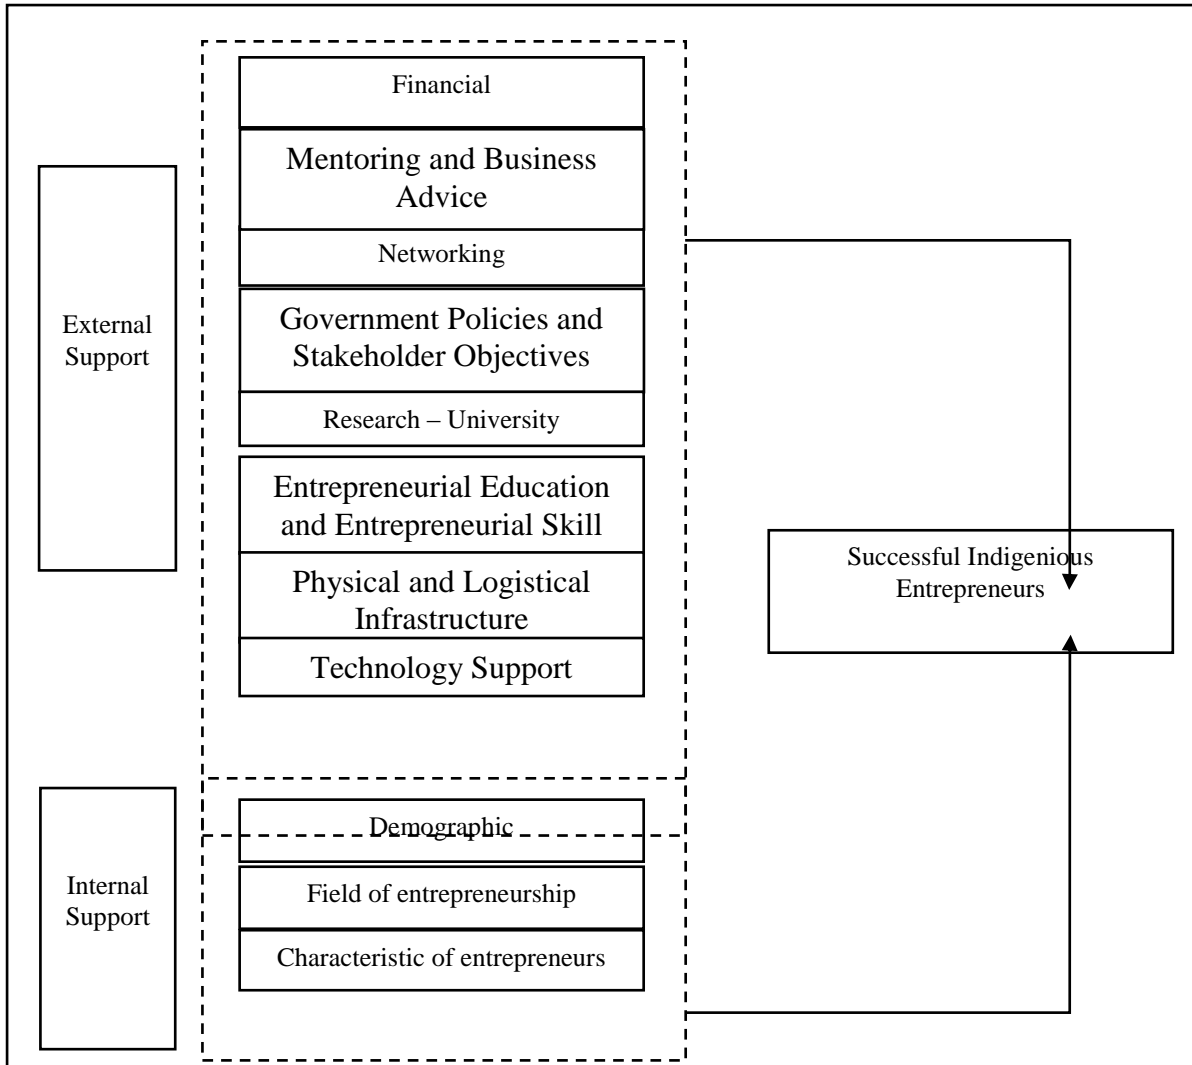 Financial
Mentoring and Business
Advice
Networking
Government Policies and
Stakeholder Objectives
Research – University
Entrepreneurial Education
and Entrepreneurial Skill
Physical and Logistical
Infrastructure
Technology Support
External
Support
Successful Indigenious
Entrepreneurs
Demographic
Field of entrepreneurship
Characteristic of entrepreneurs
Internal
Support